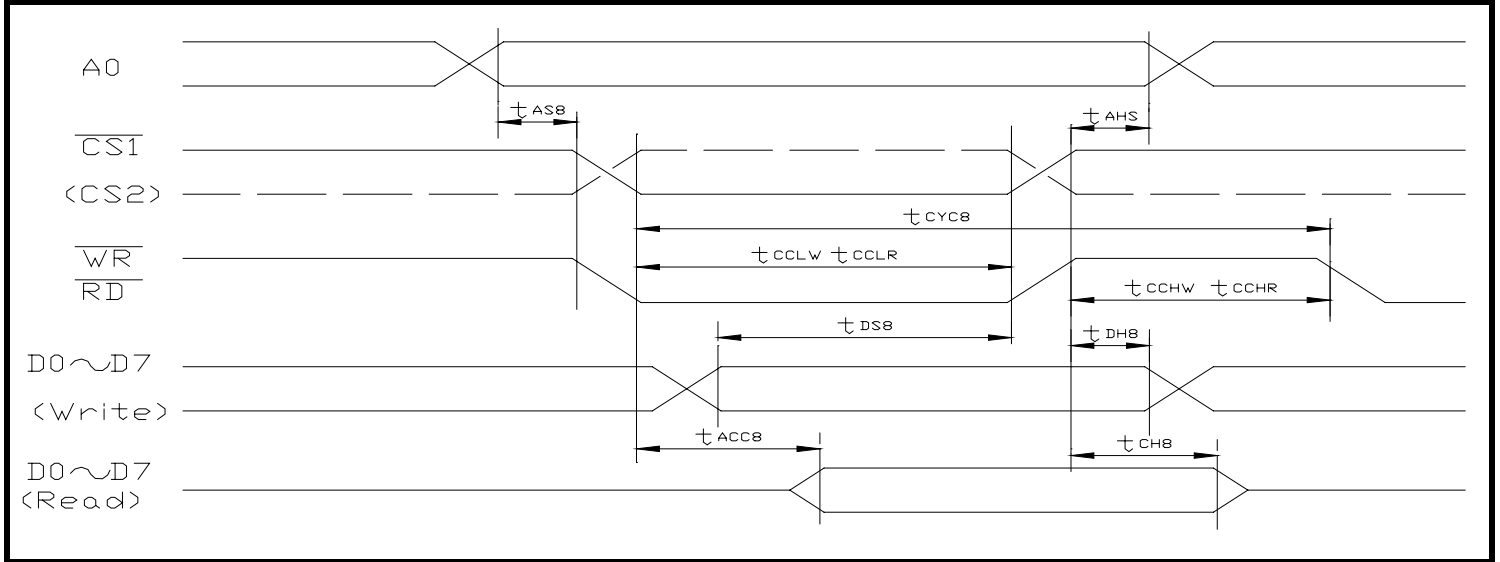 A0
tAS8
tAHS
CS1
(CS2)
tCYC8
WR
tCCLW tCCLR
RD
tCCHW tCCHR
tDS8
tDH8
D0~D7
(Write)
tACC8
tCH8
D0~D7
(Read)